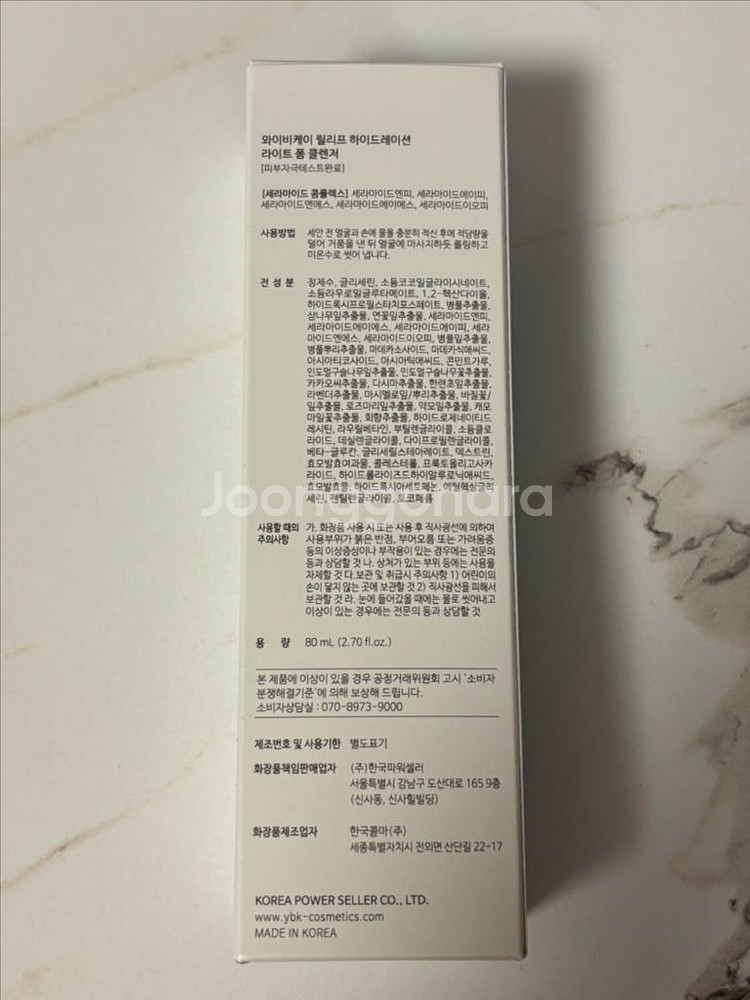 와이비케이 릴리프 하이드레이션
라이트 폼 클렌저
[피부자극테스트완료]
[세라마이드 콤플렉스] 세라마이드엔피, 세라마이드에이피,
세라마이드엔에스, 세라마이드에이에스, 세라마이드이오피
사용방법 세안 전 얼굴과 손에 물을 충분히 적신 후에 적당량을
덜어 거품을 낸 뒤 얼굴에 마사지하듯 롤링하고
미온수로 씻어 냅니다.
전 성 분 정제수, 글리세린, 소듐코코일글라이시네이트,
소듐라우로일글루타메이트, 1,2-헥산다이올,
하이드록시프로필스타치포스페이트, 병풀추출물,
삼나무잎추출물, 연꽃잎추출물, 세라마이드엔피,
세라마이드에이에스, 세라마이드에이피, 세라
마이드엔에스, 세라마이드이오피, 병풀잎추출물,
병풀뿌리추출물, 마데카소사이드, 마데카식애씨드,
아시아티코사이드, 아시아틱애씨드, 콘민트가루,
인도멀구슬나무잎추출물, 인도멀구슬나무꽃추출물,
카카오씨추출물, 다시마추출물, 한련초잎추출물,
라벤더추출물, 마시멜로잎/뿌리추출물, 바질꽃/
잎추출물, 로즈마리잎추출물, 약모밀추출물, 캐모
마일꽃추출물, 회향추출물, 하이드로제네이티드
레시틴, 라우릴베타인, 부틸렌글라이콜, 소듐클로
라이드, 데실렌글라이콜, 다이프로필렌글라이콜,
베타-글루칸, 글리세릴스테아레이트, 덱스트린,
효모발효여과물, 콜레스테롤, 프룩토올리고사카
라이드, 하이드롤라이즈드하이알루로닉애씨드,
효모발효물, 하이드록시아세토페논, 에틸헥실글리
세린, 펜틸렌글라이콜, 토코페롤
Joonggonara
사용할 때의 가. 화장품 사용 시 또는 사용 후 직사광선에 의하여
주의사항 사용부위가 붉은 반점, 부어오름 또는 가려움증
등의 이상증상이나 부작용이 있는 경우에는 전문의
등과 상담할 것 나. 상처가 있는 부위 등에는 사용을
자제할 것 다.보관 및 취급시 주의사항 1) 어린이의
손이 닿지 않는 곳에 보관할 것 2) 직사광선을 피해서
보관할 것 라. 눈에 들어갔을 때에는 물로 씻어내고
이상이 있는 경우에는 전문의 등과 상담할 것
용 량 80 mL (2.70 fl.oz.)
본 제품에 이상이 있을 경우 공정거래위원회 고시 '소비자
분쟁해결기준'에 의해 보상해 드립니다.
소비자상담실 : 070-8973-9000
제조번호 및 사용기한 별도표기
화장품책임판매업자 (주)한국파워셀러
서울특별시 강남구 도산대로 165 9층
(신사동, 신사힐빌딩)
화장품제조업자 한국콜마(주)
세종특별자치시 전의면 산단길 22-17
KOREA POWER SELLER CO., LTD.
www.ybk-cosmetics.com
MADE IN KOREA